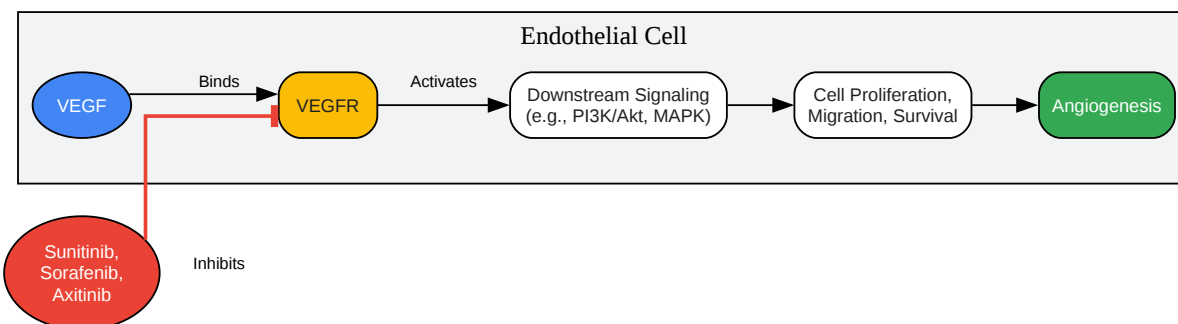 Endothelial Cell
VEGF
Binds
VEGFR
Activates
Downstream Signaling
(e.g., PI3K/Akt, MAPK)
Cell Proliferation,
Migration, Survival
Angiogenesis
Sunitinib,
Sorafenib,
Axitinib
Inhibits